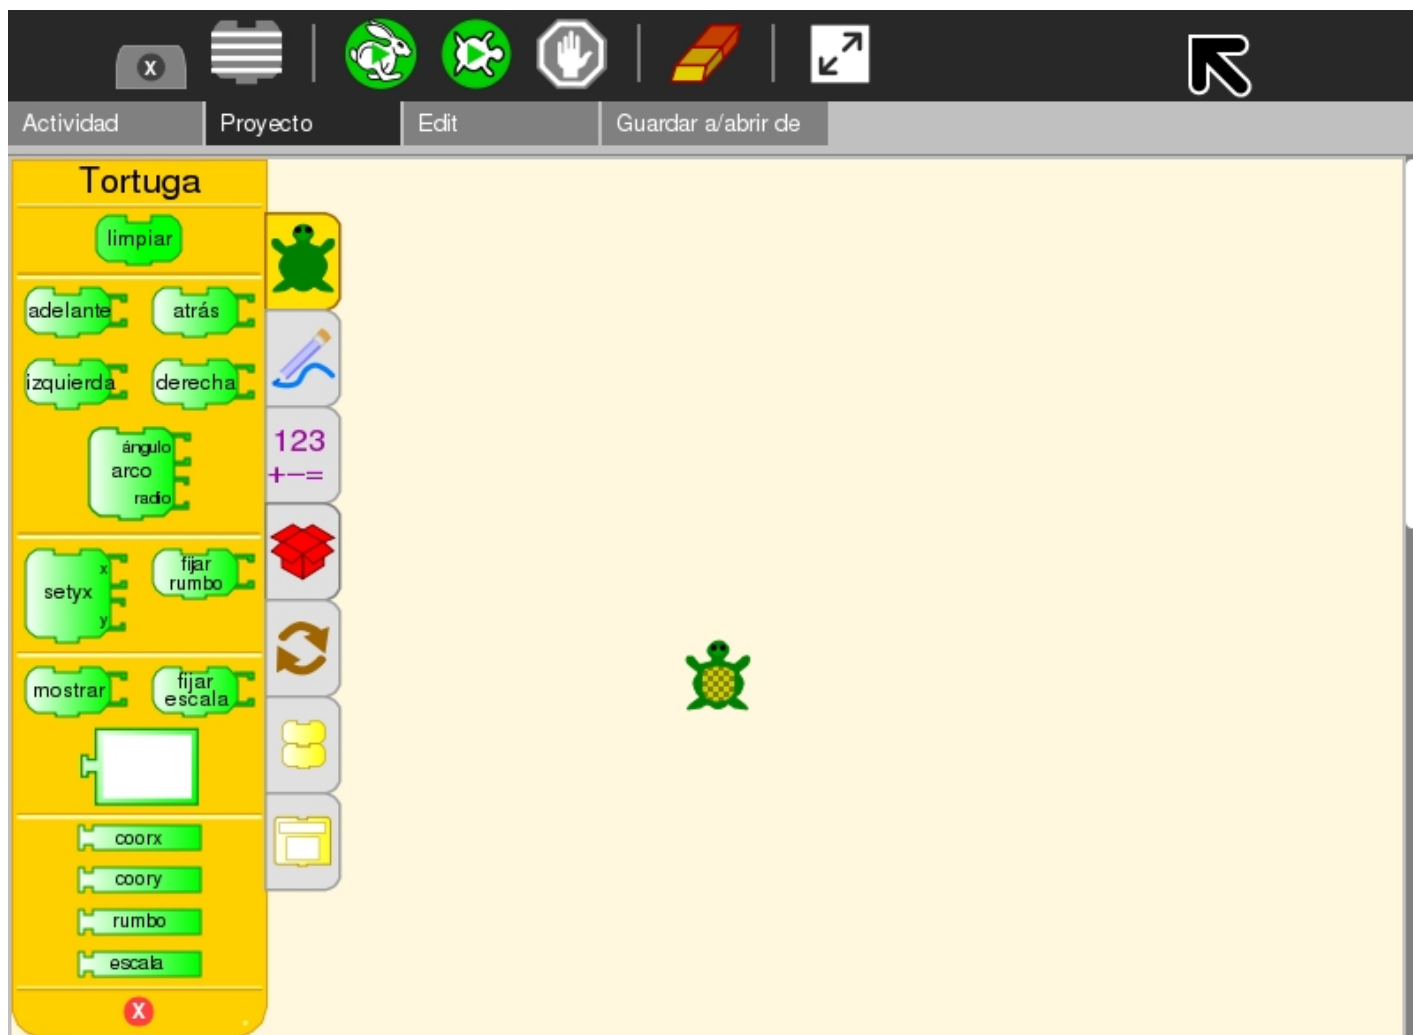 X
Actividad
Proyecto
Edit
Guardar a/abrir de
Tortuga
limpiar
adelante
atrás
izquierda
derecha
ángulo
arco
radio
x
setyx
y
fijar
rumbo
mostrar
fijar
escala
coorx
coory
rumbo
escala
X
123
+−=